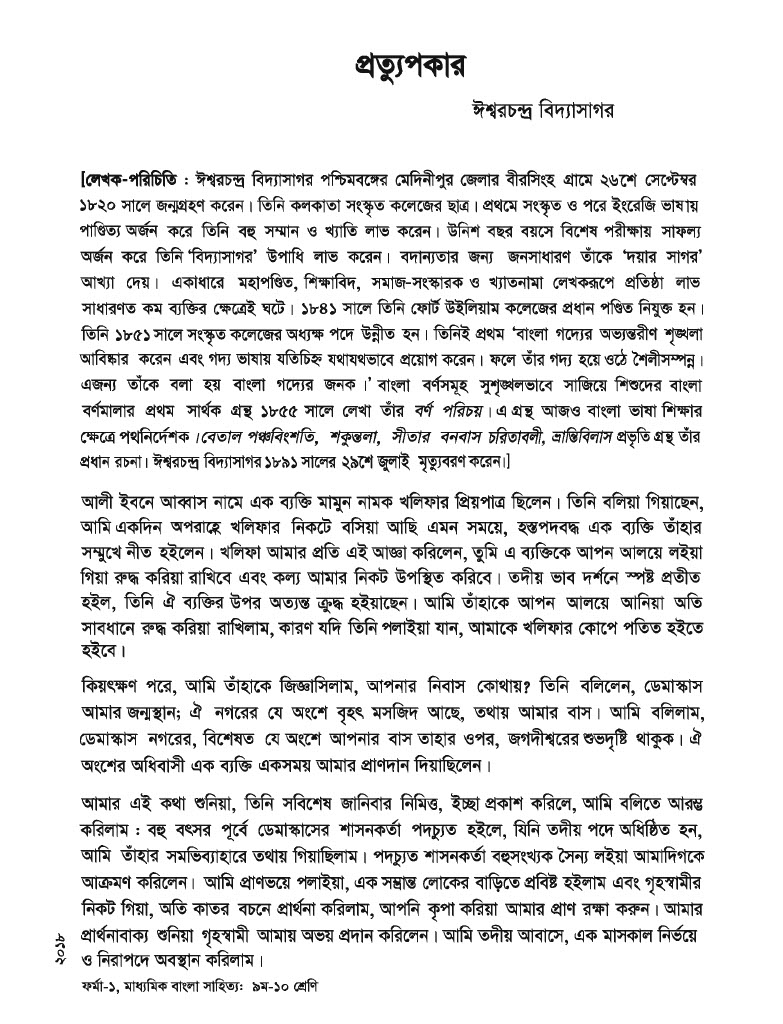 প্রত্যুপকার
ঈশ্বরচন্দ্র বিদ্যাসাগর
[লেখক-পরিচিতি : ঈশ্বরচন্দ্র বিদ্যাসাগর পশ্চিমবঙ্গের মেদিনীপুর জেলার বীরসিংহ গ্রামে ২৬শে সেপ্টেম্বর
১৮২০ সালে জন্মগ্রহণ করেন। তিনি কলকাতা সংস্কৃত কলেজের ছাত্র। প্রথমে সংস্কৃত ও পরে ইংরেজি ভাষায়
পাণ্ডিত্য অর্জন করে তিনি বহু সম্মান ও খ্যাতি লাভ করেন। উনিশ বছর বয়সে বিশেষ পরীক্ষায় সাফল্য
অর্জন করে তিনি ‘বিদ্যাসাগর’ উপাধি লাভ করেন। বদান্যতার জন্য জনসাধারণ তাঁকে ‘দয়ার সাগর’
আখ্যা দেয়। একাধারে মহাপণ্ডিত, শিক্ষাবিদ, সমাজ-সংস্কারক ও খ্যাতনামা লেখকরূপে প্রতিষ্ঠা লাভ
সাধারণত কম ব্যক্তির ক্ষেত্রেই ঘটে। ১৮৪১ সালে তিনি ফোর্ট উইলিয়াম কলেজের প্রধান পণ্ডিত নিযুক্ত হন।
তিনি ১৮৫১ সালে সংস্কৃত কলেজের অধ্যক্ষ পদে উন্নীত হন। তিনিই প্রথম ‘বাংলা গদ্যের অভ্যন্তরীণ শৃঙ্খলা
আবিষ্কার করেন এবং গদ্য ভাষায় যতিচিহ্ন যথাযথভাবে প্রয়োগ করেন। ফলে তাঁর গদ্য হয়ে ওঠে শৈলীসম্পন্ন।
এজন্য তাঁকে বলা হয় বাংলা গদ্যের জনক।’ বাংলা বর্ণসমূহ সুশৃঙ্খলভাবে সাজিয়ে শিশুদের বাংলা
বর্ণমালার প্রথম সার্থক গ্রন্থ ১৮৫৫ সালে লেখা তাঁর বর্ণ পরিচয়। এ গ্রন্থ আজও বাংলা ভাষা শিক্ষার
ক্ষেত্রে পথনির্দেশক। বেতাল পঞ্চবিংশতি, শকুন্তলা, সীতার বনবাস চরিতাবলী, ভ্রান্তিবিলাস প্রভৃতি গ্রন্থ তাঁর
প্রধান রচনা। ঈশ্বরচন্দ্র বিদ্যাসাগর ১৮৯১ সালের ২৯শে জুলাই মৃত্যুবরণ করেন।]
আলী ইবনে আব্বাস নামে এক ব্যক্তি মামুন নামক খলিফার প্রিয়পাত্র ছিলেন। তিনি বলিয়া গিয়াছেন,
আমি একদিন অপরাহ্ণে খলিফার নিকটে বসিয়া আছি এমন সময়ে, হস্তপদবদ্ধ এক ব্যক্তি তাঁহার
সম্মুখে নীত হইলেন। খলিফা আমার প্রতি এই আজ্ঞা করিলেন, তুমি এ ব্যক্তিকে আপন আলয়ে লইয়া
গিয়া রুদ্ধ করিয়া রাখিবে এবং কল্য আমার নিকট উপস্থিত করিবে। তদীয় ভাব দর্শনে স্পষ্ট প্রতীত
হইল, তিনি ঐ ব্যক্তির উপর অত্যন্ত ক্রুদ্ধ হইয়াছেন। আমি তাঁহাকে আপন আলয়ে আনিয়া অতি
সাবধানে রুদ্ধ করিয়া রাখিলাম, কারণ যদি তিনি পলাইয়া যান, আমাকে খলিফার কোপে পতিত হইতে
হইবে।
কিয়ৎক্ষণ পরে, আমি তাঁহাকে জিজ্ঞাসিলাম, আপনার নিবাস কোথায়? তিনি বলিলেন, ডেমাস্কাস
আমার জন্মস্থান; ঐ নগরের যে অংশে বৃহৎ মসজিদ আছে, তথায় আমার বাস। আমি বলিলাম,
ডেমাস্কাস নগরের, বিশেষত যে অংশে আপনার বাস তাহার ওপর, জগদীশ্বরের শুভদৃষ্টি থাকুক। ঐ
অংশের অধিবাসী এক ব্যক্তি একসময় আমার প্রাণদান দিয়াছিলেন।
আমার এই কথা শুনিয়া, তিনি সবিশেষ জানিবার নিমিত্ত, ইচ্ছা প্রকাশ করিলে, আমি বলিতে আরম্ভ
করিলাম : বহু বৎসর পূর্বে ডেমাস্কাসের শাসনকর্তা পদচ্যুত হইলে, যিনি তদীয় পদে অধিষ্ঠিত হন,
আমি তাঁহার সমভিব্যাহারে তথায় গিয়াছিলাম। পদচ্যুত শাসনকর্তা বহুসংখ্যক সৈন্য লইয়া আমাদিগকে
আক্রমণ করিলেন। আমি প্রাণভয়ে পলাইয়া, এক সম্ভ্রান্ত লোকের বাড়িতে প্রবিষ্ট হইলাম এবং গৃহস্বামীর
নিকট গিয়া, অতি কাতর বচনে প্রার্থনা করিলাম, আপনি কৃপা করিয়া আমার প্রাণ রক্ষা করুন। আমার
প্রার্থনাবাক্য শুনিয়া গৃহস্বামী আমায় অভয় প্রদান করিলেন। আমি তদীয় আবাসে, এক মাসকাল নির্ভয়ে
ও নিরাপদে অবস্থান করিলাম।
২০১৮
ফর্মা-১, মাধ্যমিক বাংলা সাহিত্য: ৯ম-১০ শ্রেণি